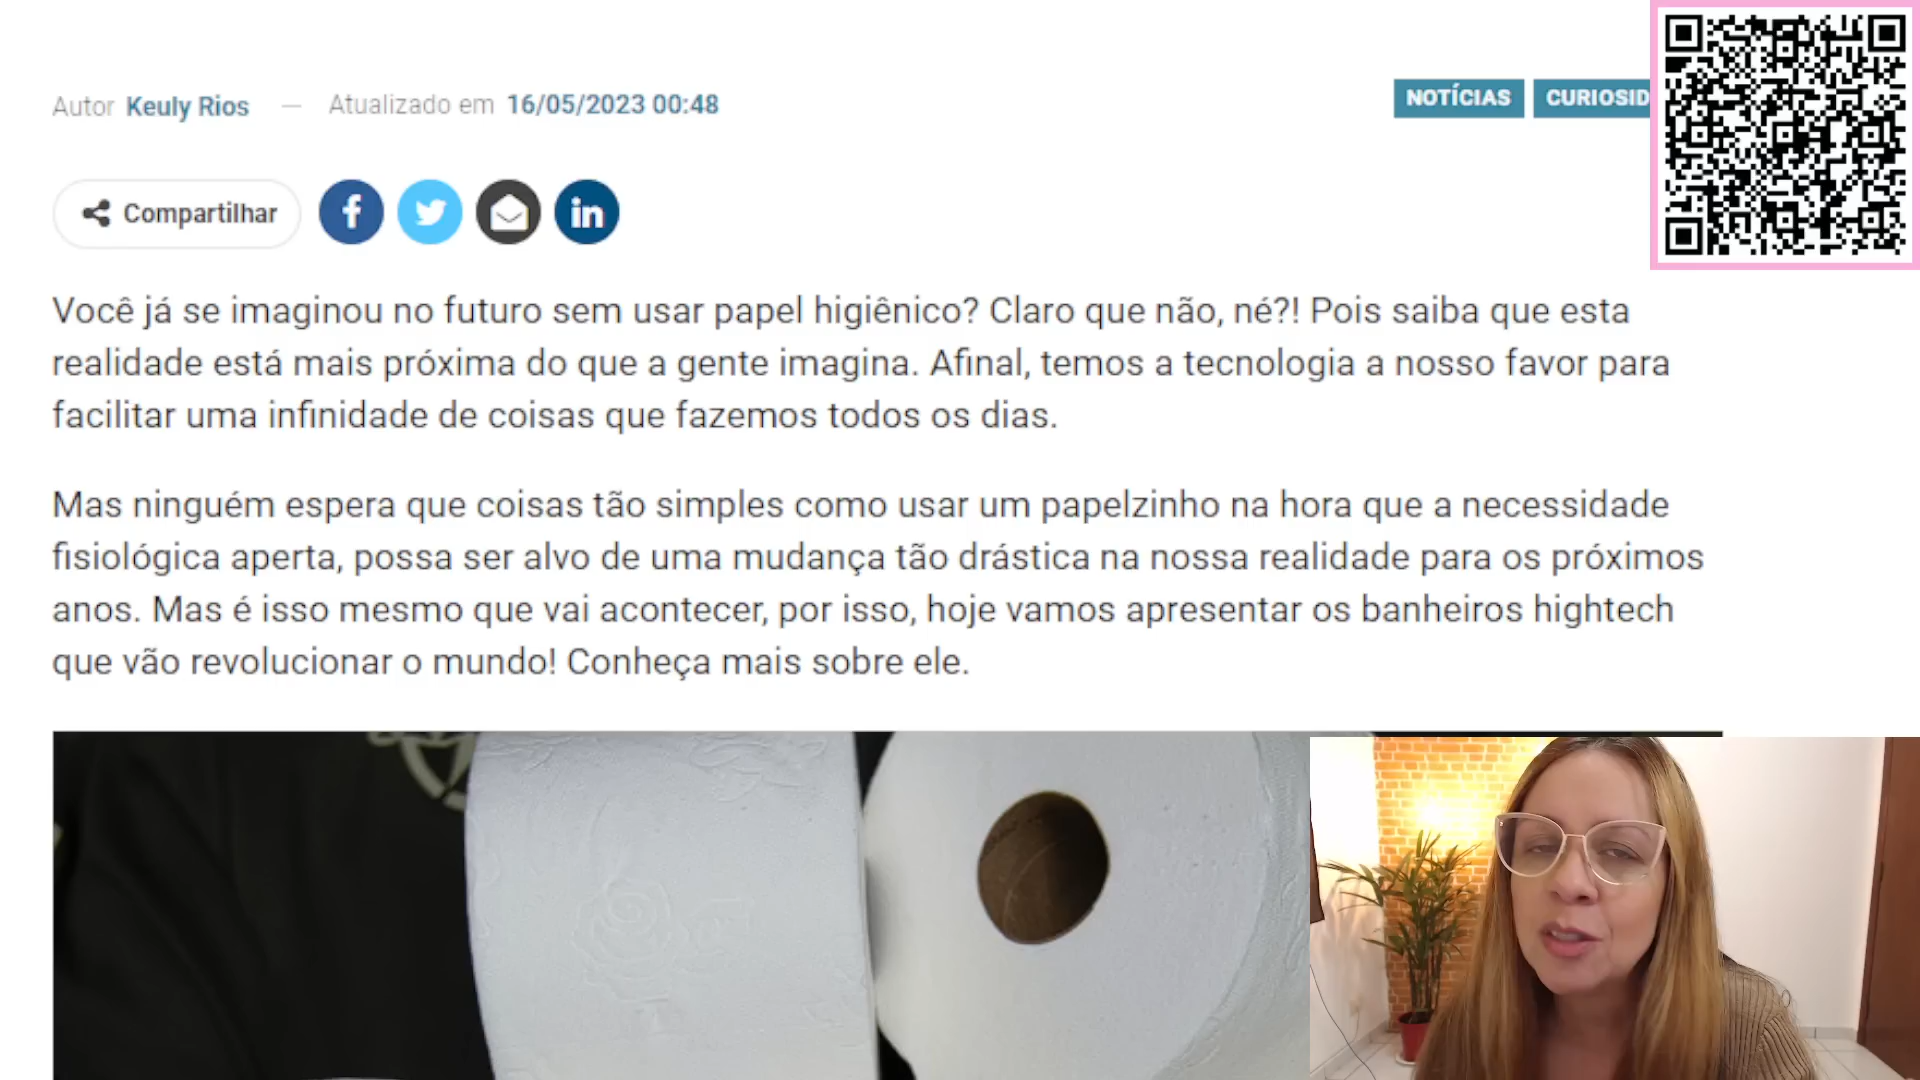 Autor Keuly Rios — Atualizado em 16/05/2023 00:48
NOTÍCIAS CURIOSID
Compartilhar
Você já se imaginou no futuro sem usar papel higiênico? Claro que não, né?! Pois saiba que esta
realidade está mais próxima do que a gente imagina. Afinal, temos a tecnologia a nosso favor para
facilitar uma infinidade de coisas que fazemos todos os dias.
Mas ninguém espera que coisas tão simples como usar um papelzinho na hora que a necessidade
fisiológica aperta, possa ser alvo de uma mudança tão drástica na nossa realidade para os próximos
anos. Mas é isso mesmo que vai acontecer, por isso, hoje vamos apresentar os banheiros hightech
que vão revolucionar o mundo! Conheça mais sobre ele.